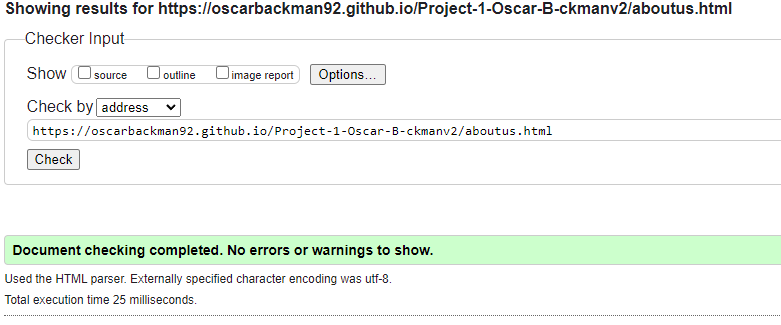 Showing results for https://oscarbackman92.github.io/Project-1-Oscar-B-ckmanv2/aboutus.html
Checker Input
Show source outline image report Options...
Check by address
https://oscarbackman92.github.io/Project-1-Oscar-B-ckmanv2/aboutus.html
Check
Document checking completed. No errors or warnings to show.
Used the HTML parser. Externally specified character encoding was utf-8.
Total execution time 25 milliseconds.